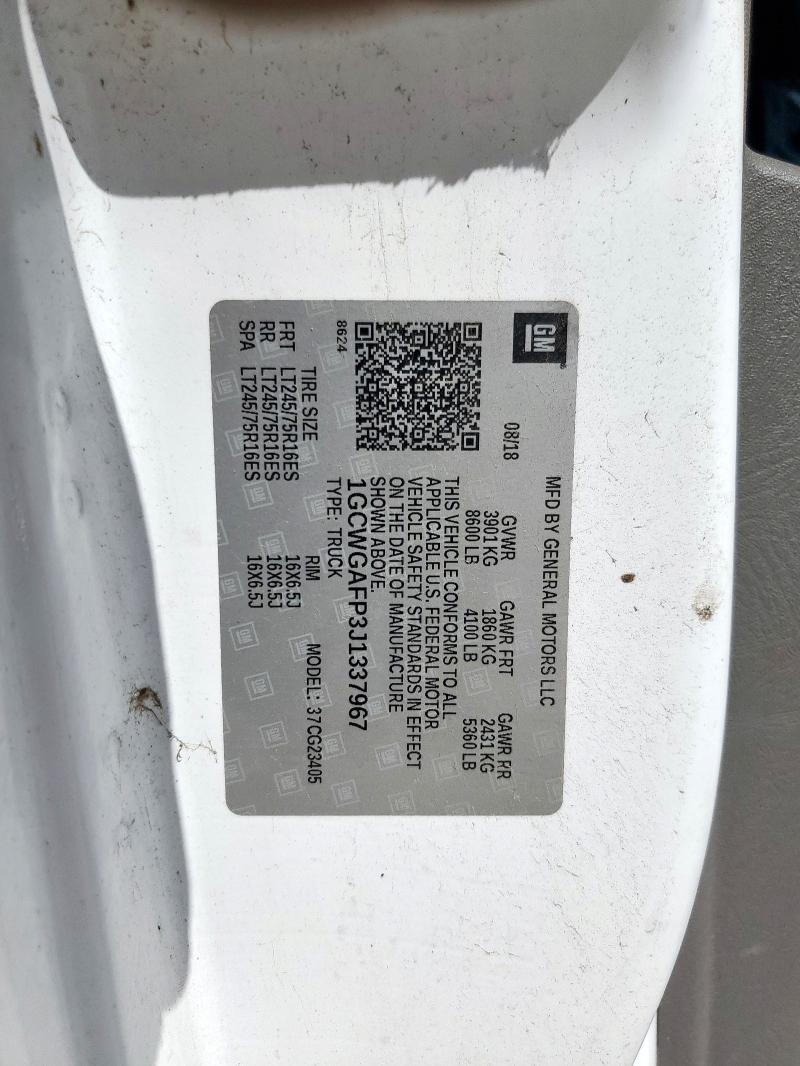 GM
MFD BY GENERAL MOTORS LLC
08/18
GVWR GAWR FRT GAWR RR
3901 KG 1860 KG 2431 KG
8600 LB 4100 LB 5360 LB
THIS VEHICLE CONFORMS TO ALL
APPLICABLE U.S. FEDERAL MOTOR
VEHICLE SAFETY STANDARDS IN EFFECT
ON THE DATE OF MANUFACTURE
SHOWN ABOVE.
1GCWGAFP3J1337967
8624
TYPE: TRUCK
MODEL: 37CG23405
TIRE SIZE RIM
FRT LT245/75R16ES 16X6.5J
RR LT245/75R16ES 16X6.5J
SPA LT245/75R16ES 16X6.5J